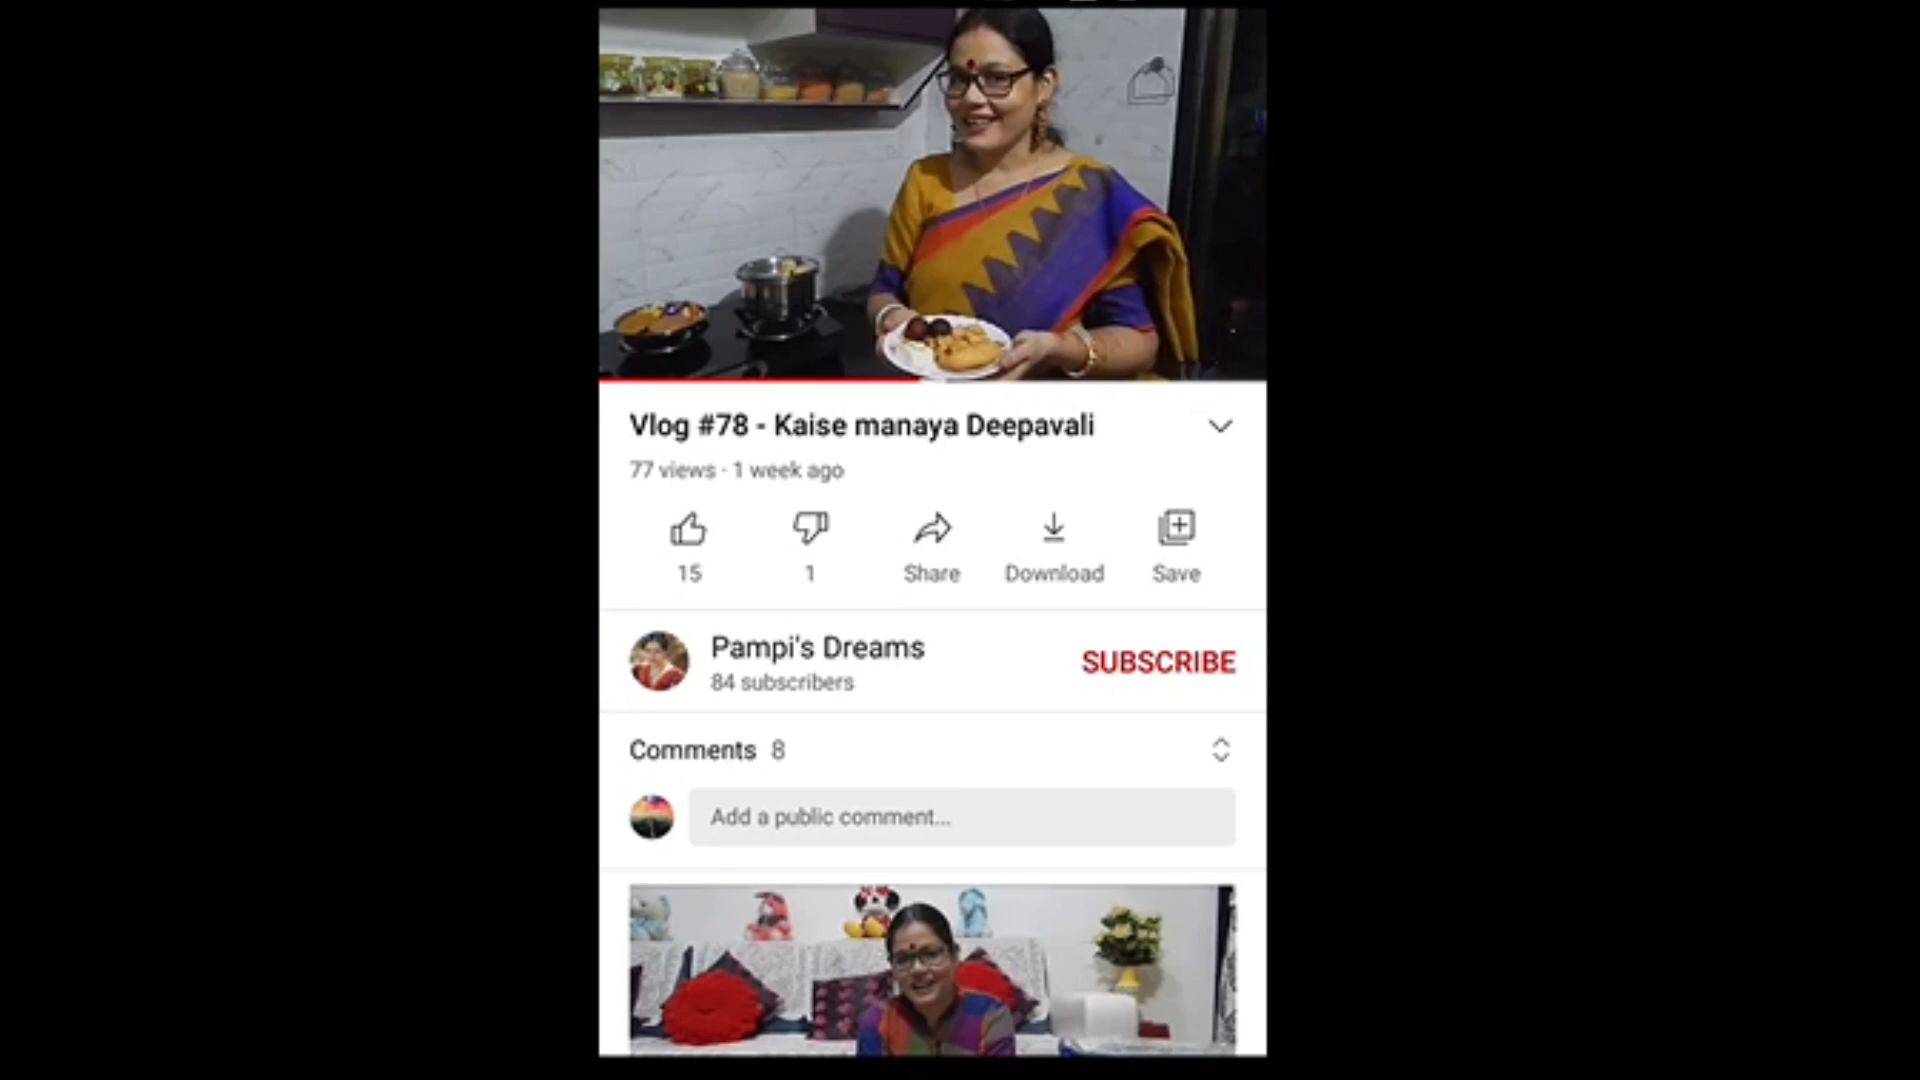 Vlog #78 - Kaise manaya Deepavali
77 views · 1 week ago
15 1 Share Download Save
Pampi's Dreams
84 subscribers
SUBSCRIBE
Comments 8
Add a public comment...